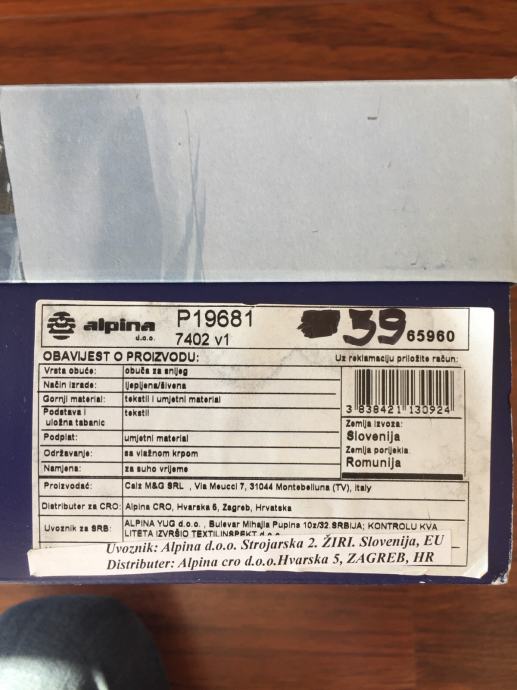 alpina
d.o.o.
P19681
7402 v1
39
65960
OBAVIJEST O PROIZVODU:
Uz reklamaciju priložite račun:
Vrsta obuće: obuća za snijeg
Način izrade: ljepljena/šivena
Gornji material: tekstil i umjetni material
Podstava i uložna tabanic tekstil
Podplat: umjetni material
Održavanje: sa vlažnom krpom
Namjena: za suho vrijeme
3 838421 130924
Zemlja izvoza:
Slovenija
Zemlja porijekla
Romunija
Proizvodač: Calz M&G SRL , Via Meucci 7, 31044 Montebelluna (TV), Italy
Distributer za CRO: Alpina CRO, Hvarska 6, Zagreb, Hrvatska
Uvoznik za SRB: ALPINA YUG d.o.o. , Bulevar Mihajla Pupina 10z/32.SRBIJA; KONTROLU KVA
LITETA IZVRŠIO TEXTILINSPEKT d.o.o.
Uvoznik: Alpina d.o.o. Strojarska 2. ŽIRI. Slovenija, EU
Distributer: Alpina cro d.o.o.Hvarska 5, ZAGREB, HR